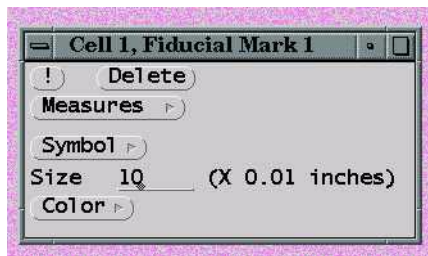 Cell 1, Fiducial Mark 1
! Delete
Measures
Symbol
Size 10 (X 0.01 inches)
Color